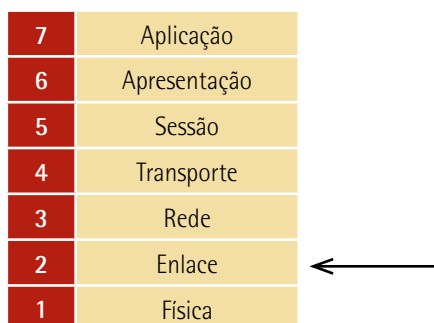 7 Aplicação
6 Apresentação
5 Sessão
4 Transporte
3 Rede
2 Enlace
1 Física